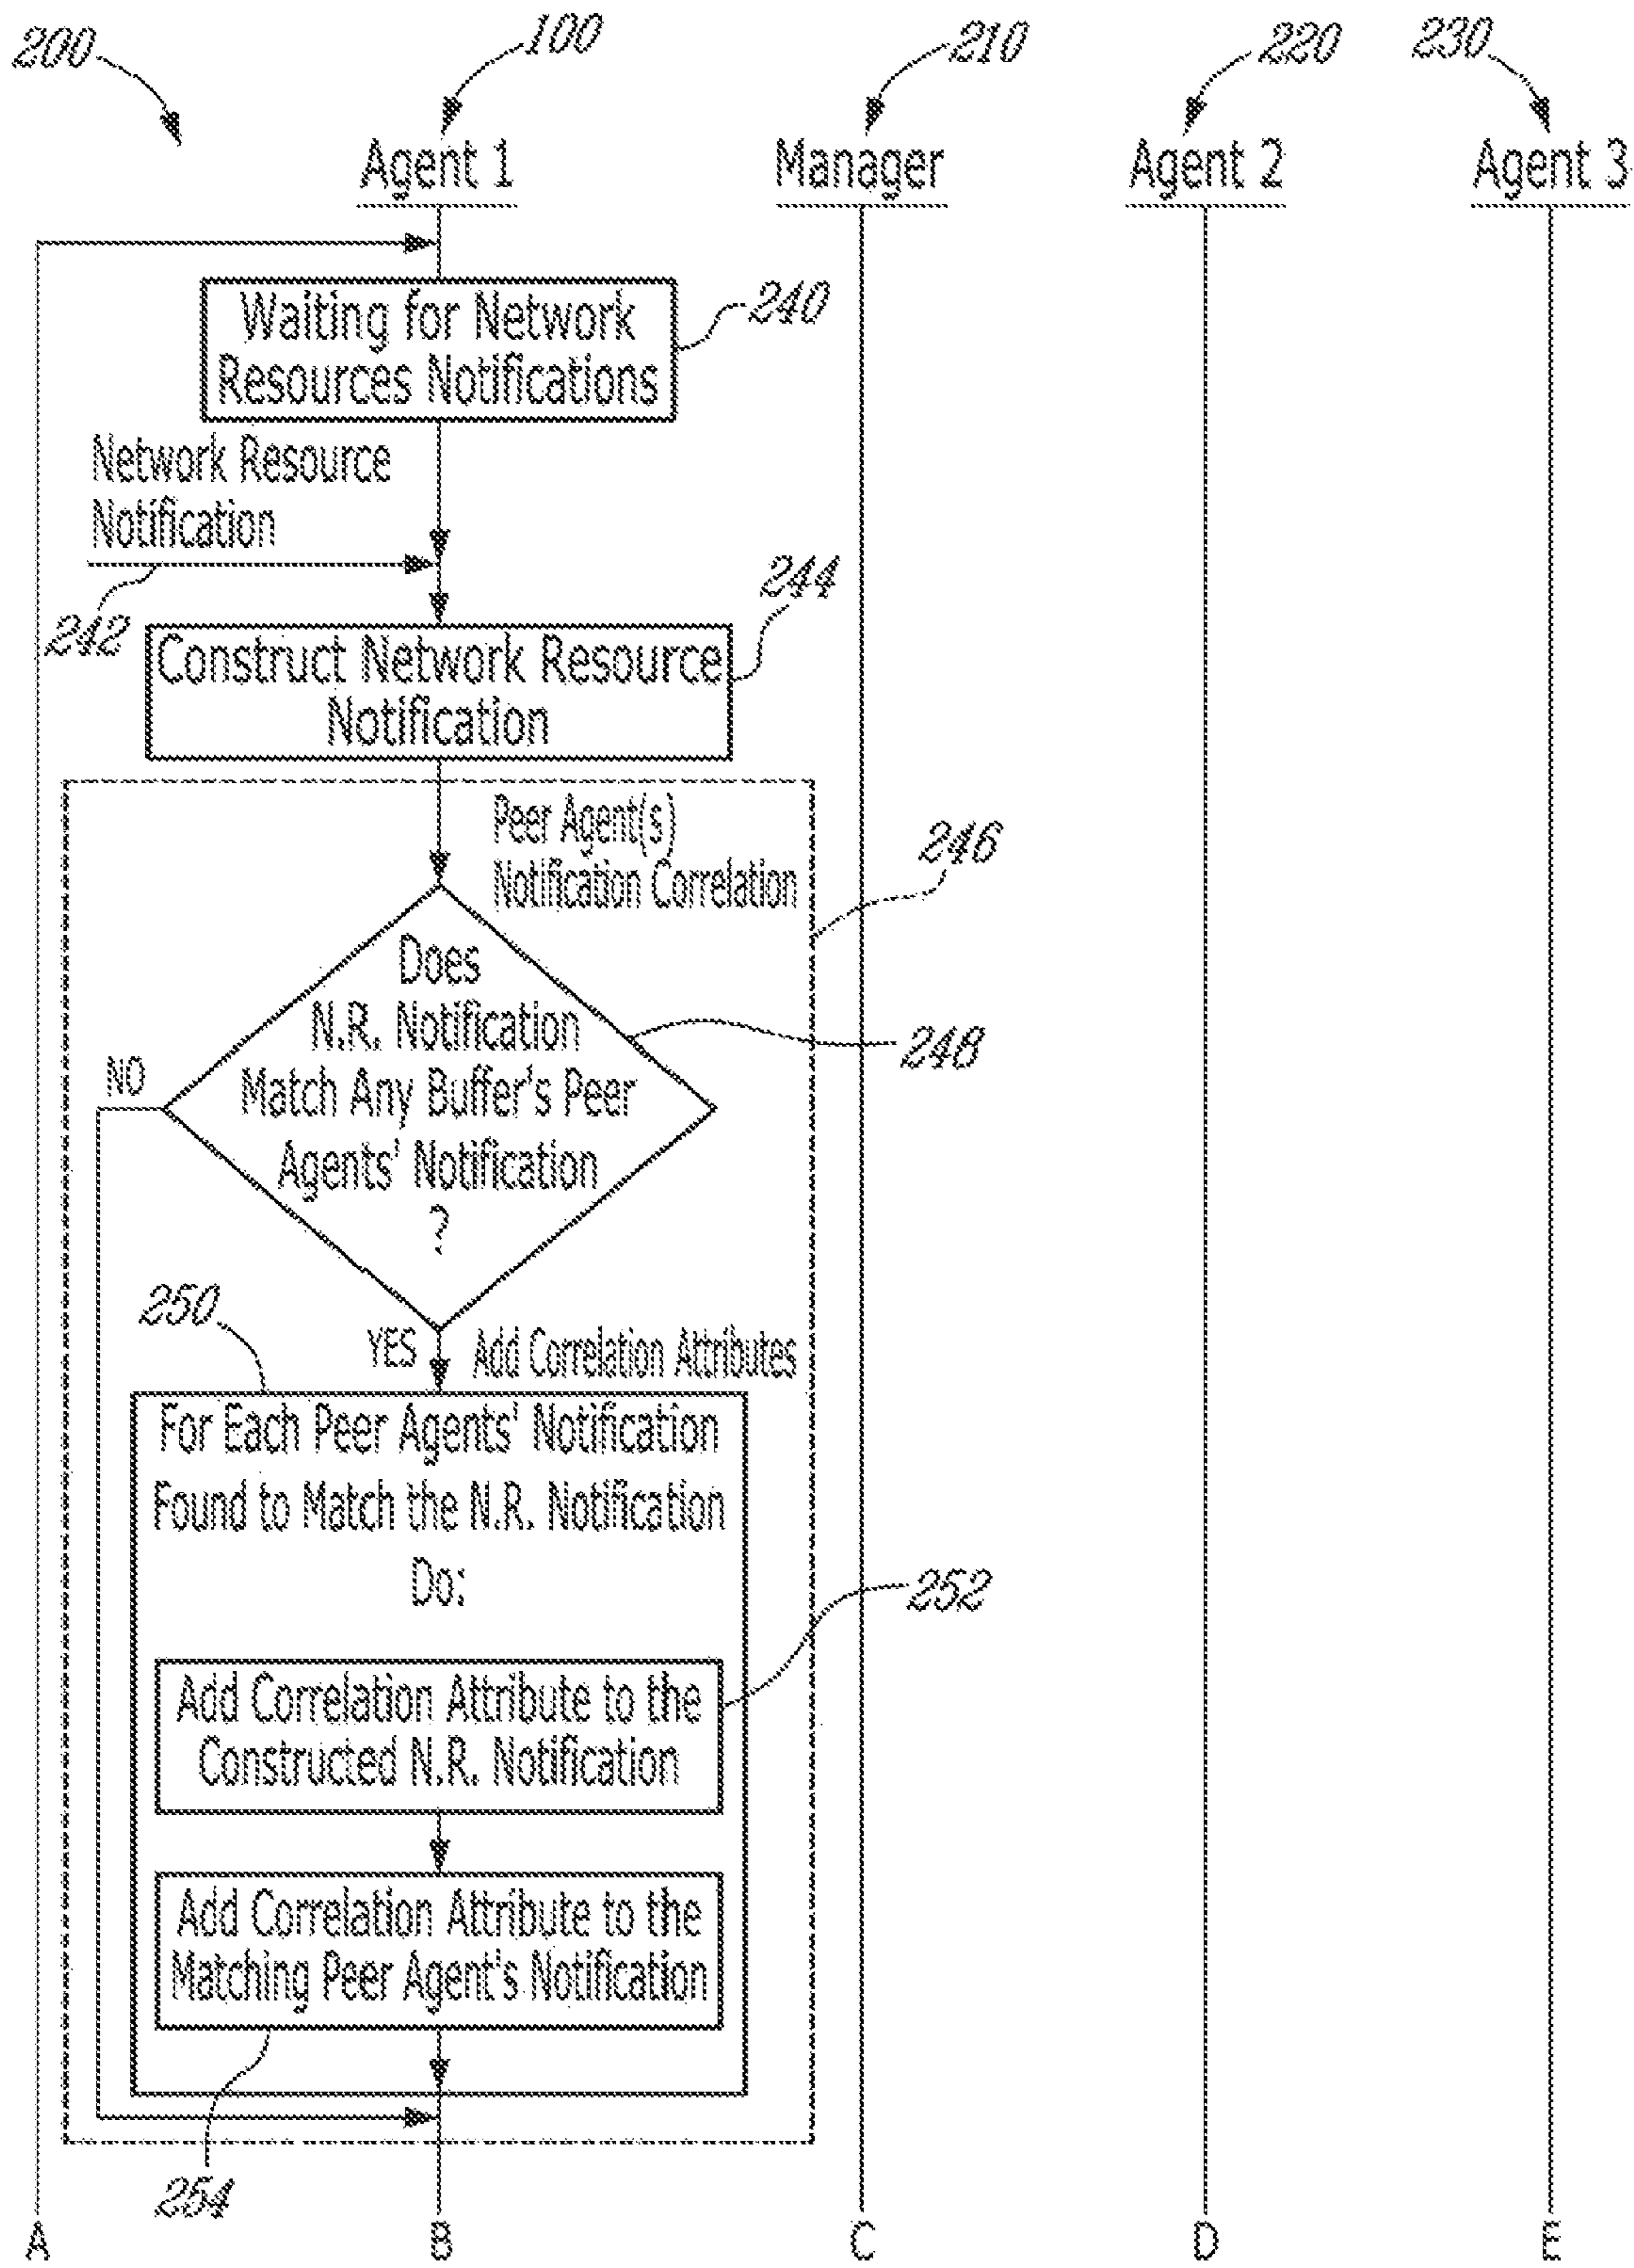 200
100
210
220
230
Agent 1
Manager
Agent 2
Agent 3
Waiting for Network
Resources Notifications
240
Network Resource
Notification
242
244
Construct Network Resource
Notification
Peer Agent(s)
Notification Correlation
246
Does
N.R. Notification
Match Any Buffer's Peer
Agents' Notification
?
248
NO
250
YES
Add Correlation Attributes
For Each Peer Agents' Notification
Found to Match the N.R. Notification
Do:
252
Add Correlation Attribute to the
Constructed N.R. Notification
Add Correlation Attribute to the
Matching Peer Agent's Notification
254
A
B
C
D
E